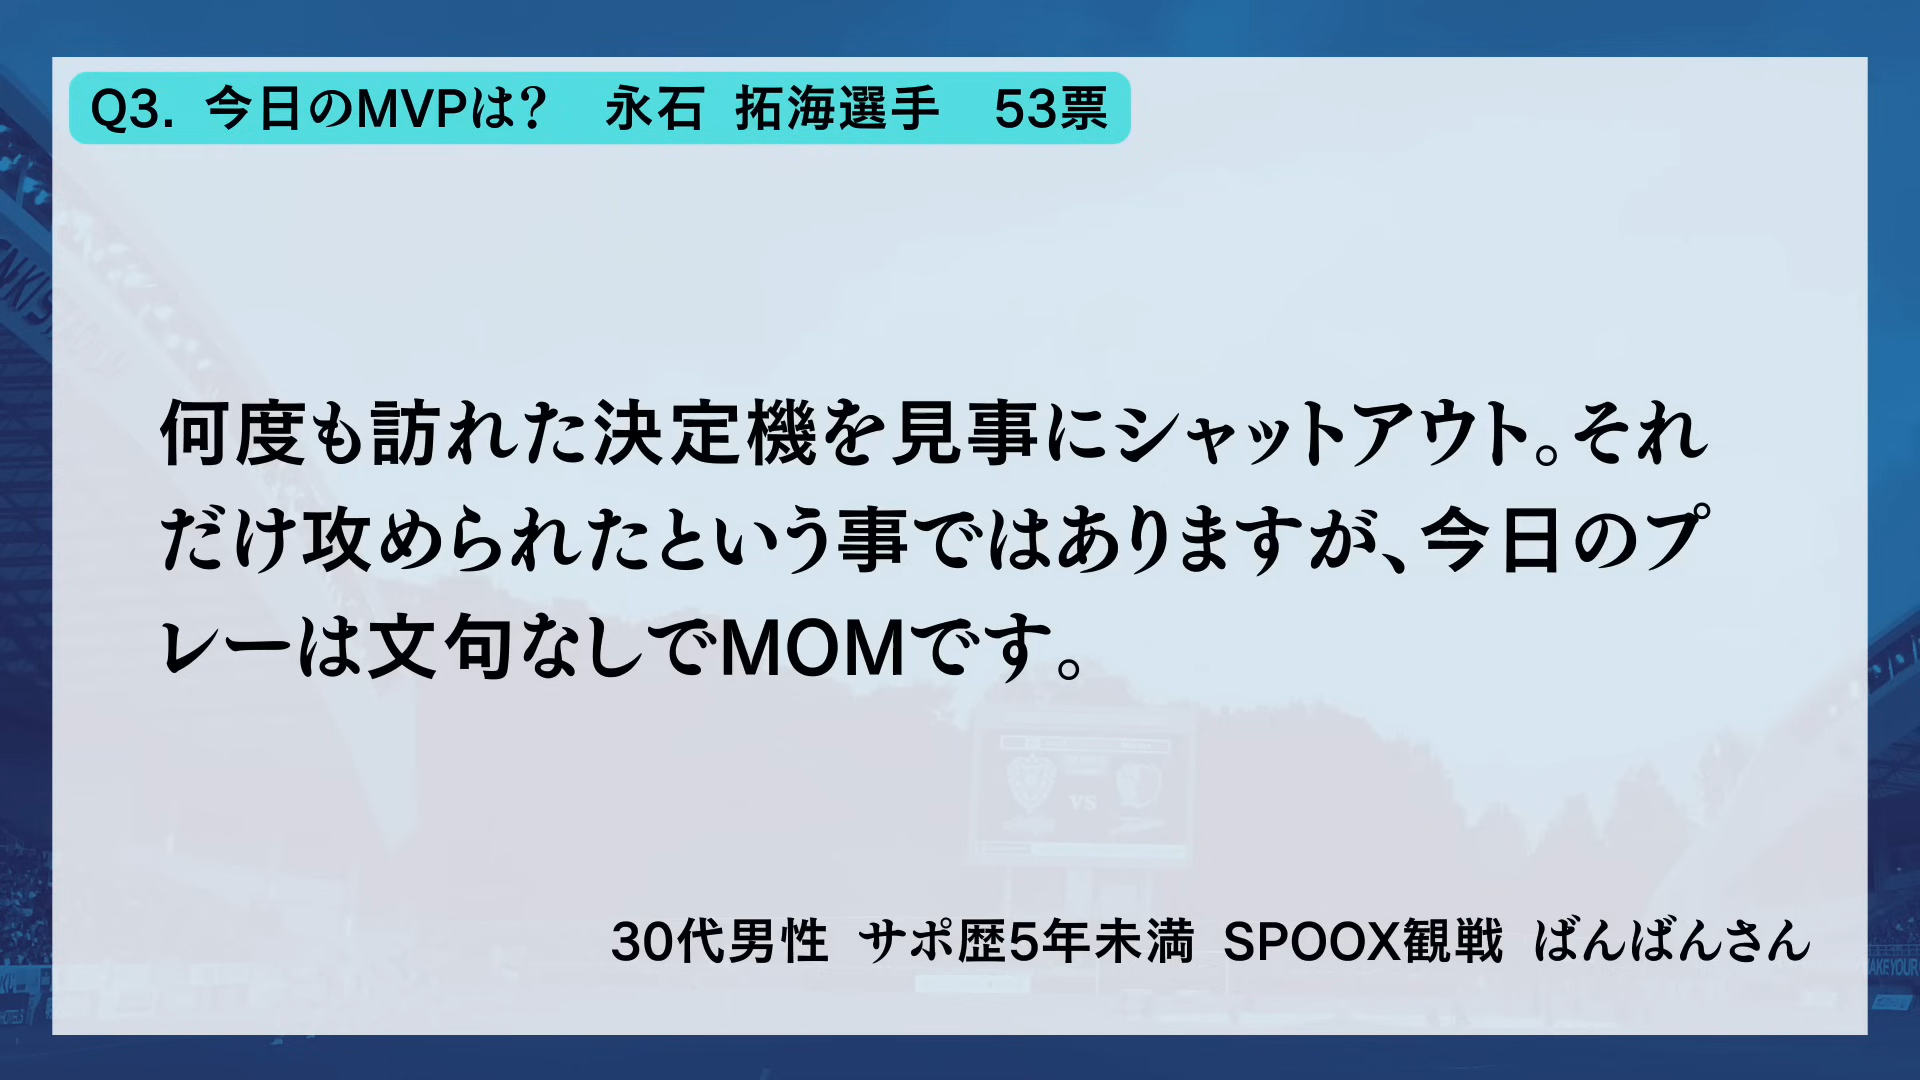 Q3. 今日のMVPは？　永石 拓海選手　53票
何度も訪れた決定機を見事にシャットアウト。それ
だけ攻められたという事ではありますが、今日のプ
レーは文句なしでMOMです。
VS
30代男性 サポ歴5年未満 SPOOX観戦 ばんばんさん